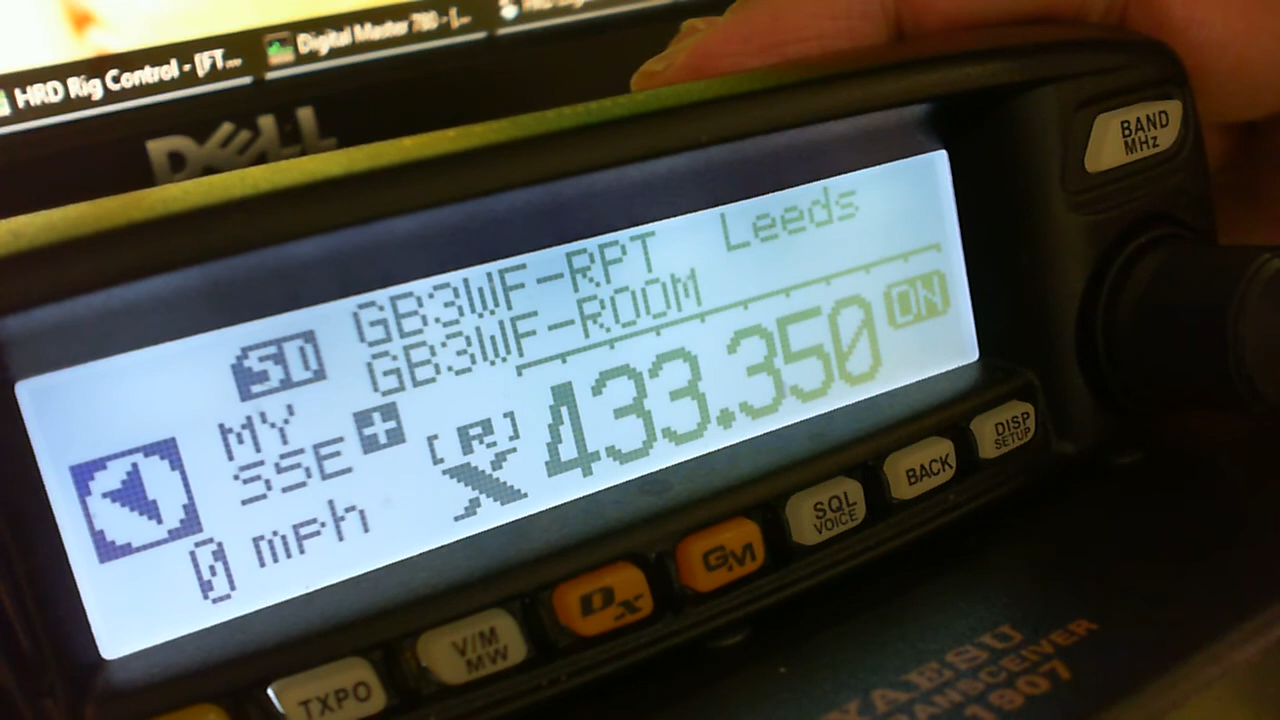 HRD Rig Control - [FT...
Digital Master 780 - [...
DELL
BAND
MHz
SD GB3WF-RPT Leeds
GB3WF-ROOM
MY
SSE +
[R]
433.350 DN
0 mph
TXPO
V/M
MW
DX
GM
SQL
VOICE
BACK
DISP
SETUP
YAESU
TRANSCEIVER
1907